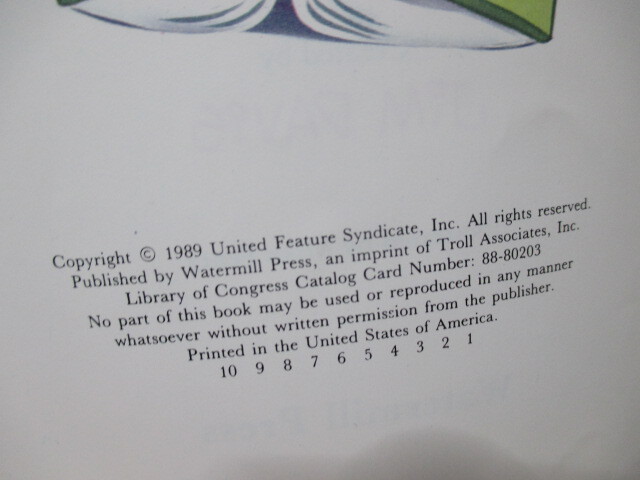 Copyright © 1989 United Feature Syndicate, Inc. All rights reserved.
Published by Watermill Press, an imprint of Troll Associates, Inc.
Library of Congress Catalog Card Number: 88-80203
No part of this book may be used or reproduced in any manner
whatsoever without written permission from the publisher.
Printed in the United States of America.
10 9 8 7 6 5 4 3 2 1